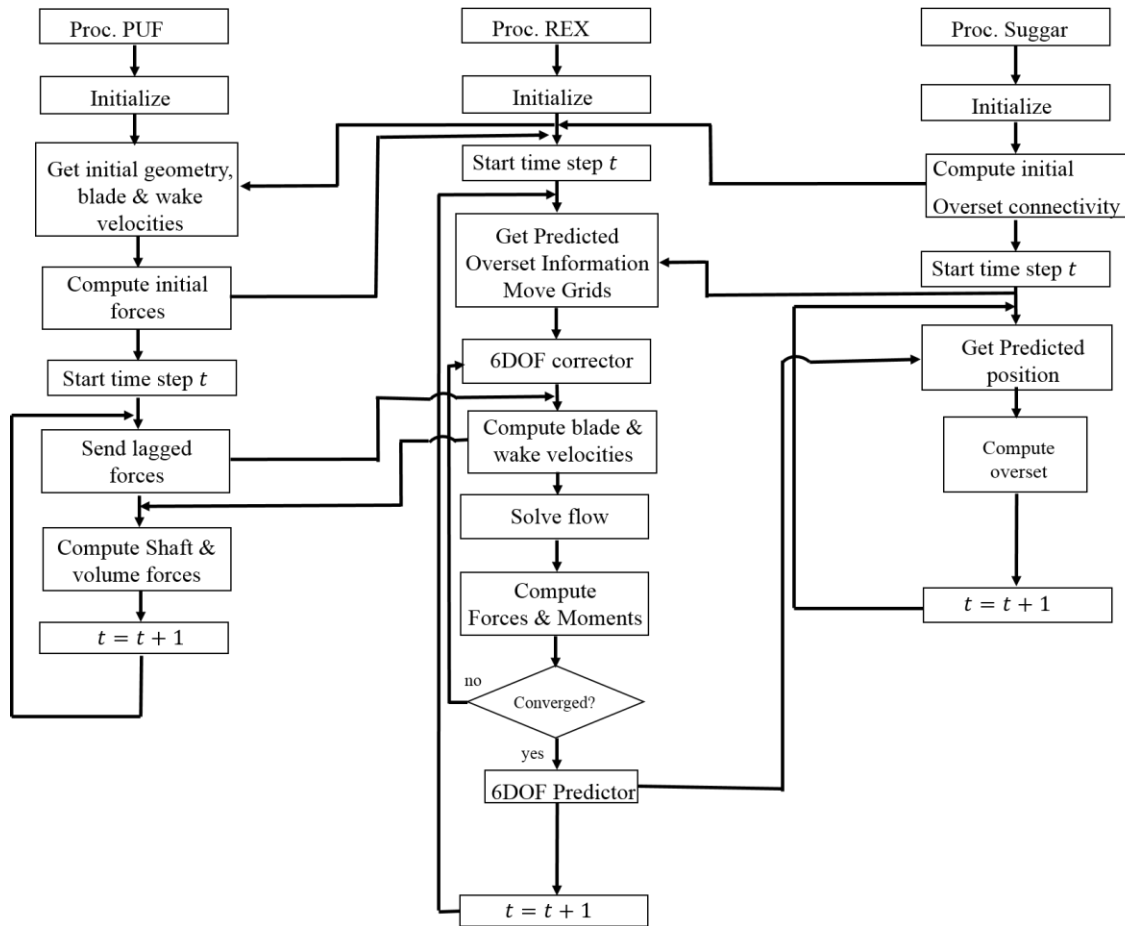 Proc. PUF
Initialize
Get initial geometry,
blade & wake
velocities
Compute initial
forces
Start time step t
Send lagged
forces
Compute Shaft &
volume forces
t = t + 1
Proc. REX
Initialize
Start time step t
Get Predicted
Overset Information
Move Grids
6DOF corrector
Compute blade &
wake velocities
Solve flow
Compute
Forces & Moments
no
Converged?
yes
6DOF Predictor
t = t + 1
Proc. Suggar
Initialize
Compute initial
Overset connectivity
Start time step t
Get Predicted
position
Compute
overset
t = t + 1